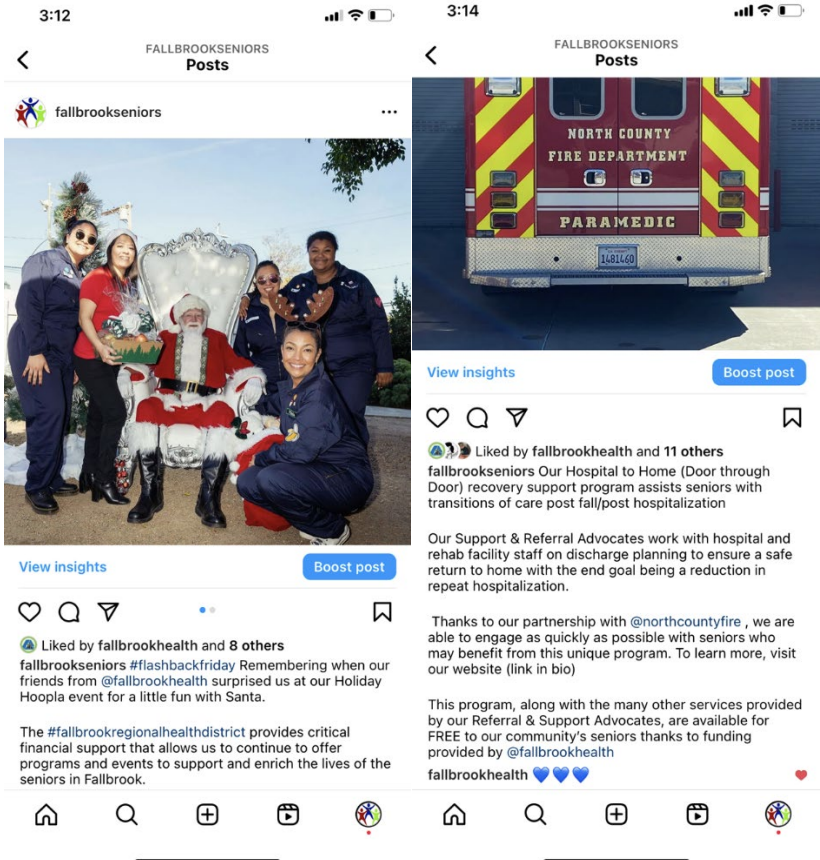 3:12
FALLBROOKSENIORS
Posts
fallbrookseniors
View insights
Boost post
Liked by fallbrookhealth and 8 others
fallbrookseniors #flashbackfriday Remembering when our
friends from @fallbrookhealth surprised us at our Holiday
Hoopla event for a little fun with Santa.
The #fallbrookregionalhealthdistrict provides critical
financial support that allows us to continue to offer
programs and events to support and enrich the lives of the
seniors in Fallbrook.
3:14
FALLBROOKSENIORS
Posts
NORTH COUNTY
FIRE DEPARTMENT
PARAMEDIC
1481460
View insights
Boost post
Liked by fallbrookhealth and 11 others
fallbrookseniors Our Hospital to Home (Door through
Door) recovery support program assists seniors with
transitions of care post fall/post hospitalization
Our Support & Referral Advocates work with hospital and
rehab facility staff on discharge planning to ensure a safe
return to home with the end goal being a reduction in
repeat hospitalization.
Thanks to our partnership with @northcountyfire , we are
able to engage as quickly as possible with seniors who
may benefit from this unique program. To learn more, visit
our website (link in bio)
This program, along with the many other services provided
by our Referral & Support Advocates, are available for
FREE to our community's seniors thanks to funding
provided by @fallbrookhealth
fallbrookhealth 💙💙💙